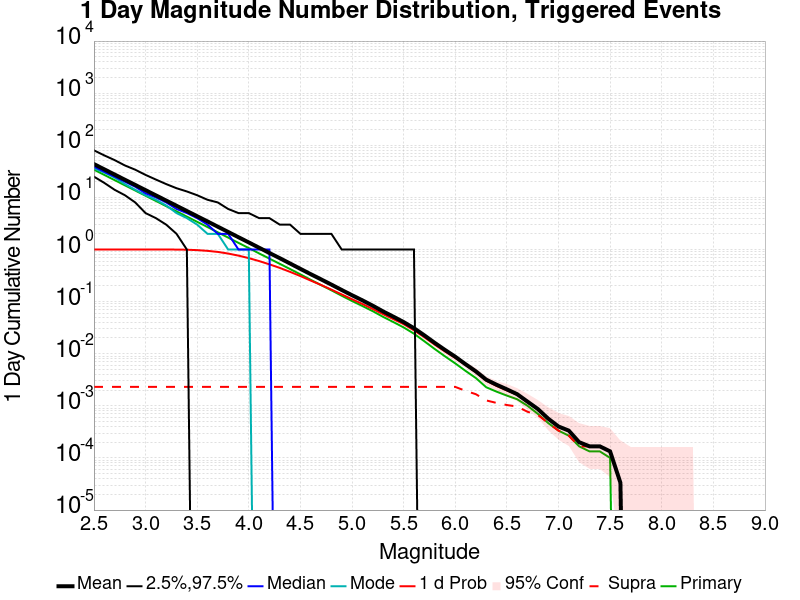 1 Day Magnitude Number Distribution, Triggered Events
10^4
10^3
10^2
10^1
10^0
10^-1
10^-2
10^-3
10^-4
10^-5
1 Day Cumulative Number
2.5 3.0 3.5 4.0 4.5 5.0 5.5 6.0 6.5 7.0 7.5 8.0 8.5 9.0
Magnitude
Mean 2.5%,97.5% Median Mode 1 d Prob 95% Conf Supra Primary